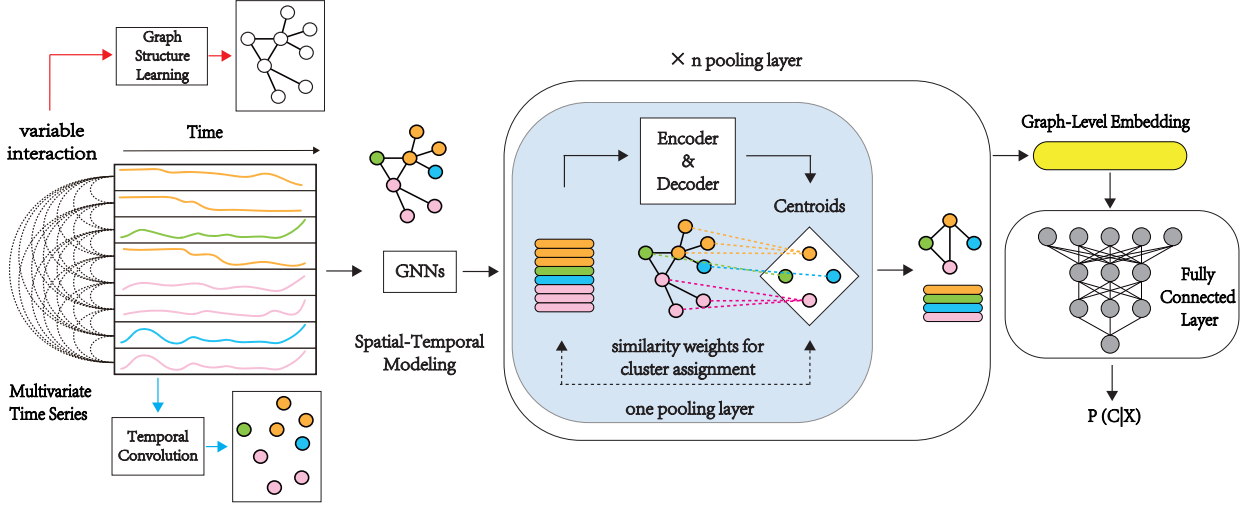 Graph
Structure
Learning
× n pooling layer
variable
interaction
Time
Graph-Level Embedding
Encoder
&
Decoder
Centroids
GNNs
Fully
Connected
Layer
Spatial-Temporal
Modeling
similarity weights for
cluster assignment
Multivariate
Time Series
one pooling layer
P (C|X)
Temporal
Convolution